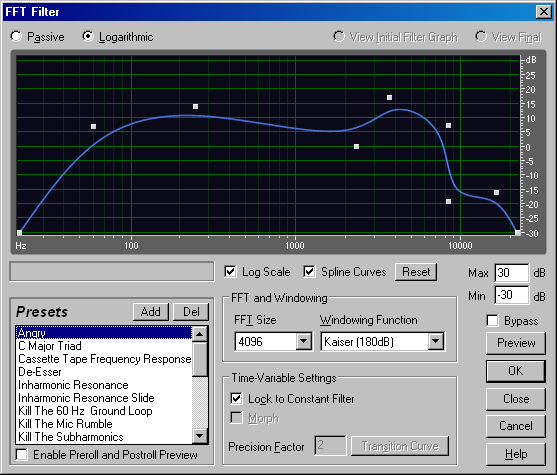 FFT Filter
Passive
Logarithmic
View Initial Filter Graph
View Final
dB
25
20
15
10
5
0
-5
-10
-15
-20
-25
-30
Hz
100
1000
10000
Log Scale
Spline Curves
Reset
Max
30
dB
Min
-30
dB
Presets
Add
Del
Angry
C Major Triad
Cassette Tape Frequency Response
De-Esser
Inharmonic Resonance
Inharmonic Resonance Slide
Kill The 60 Hz Ground Loop
Kill The Mic Rumble
Kill The Subharmonics
Enable Preroll and Postroll Preview
FFT and Windowing
FFT Size
Windowing Function
4096
Kaiser (180dB)
Time-Variable Settings
Lock to Constant Filter
Morph
Precision Factor
2
Transition Curve
Bypass
Preview
OK
Close
Cancel
Help